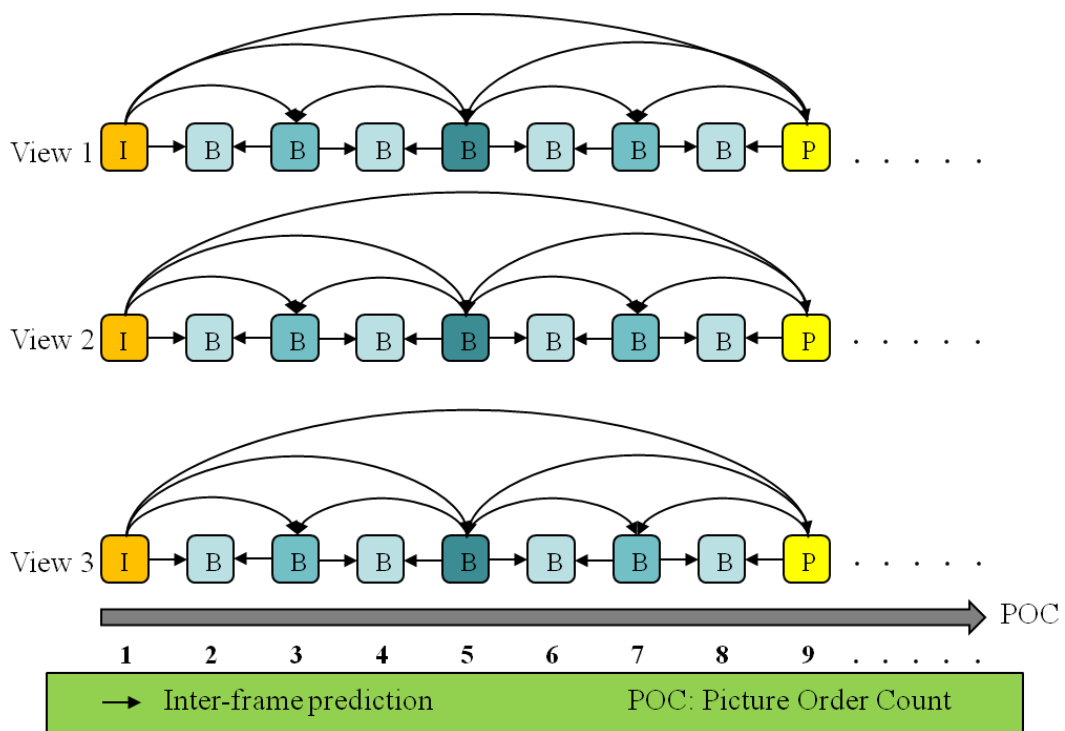 View 1 I B B B B B B B P . . . . .
View 2 I B B B B B B B P . . . . .
View 3 I B B B B B B B P . . . . .
POC
1 2 3 4 5 6 7 8 9 . . . . .
Inter-frame prediction POC: Picture Order Count